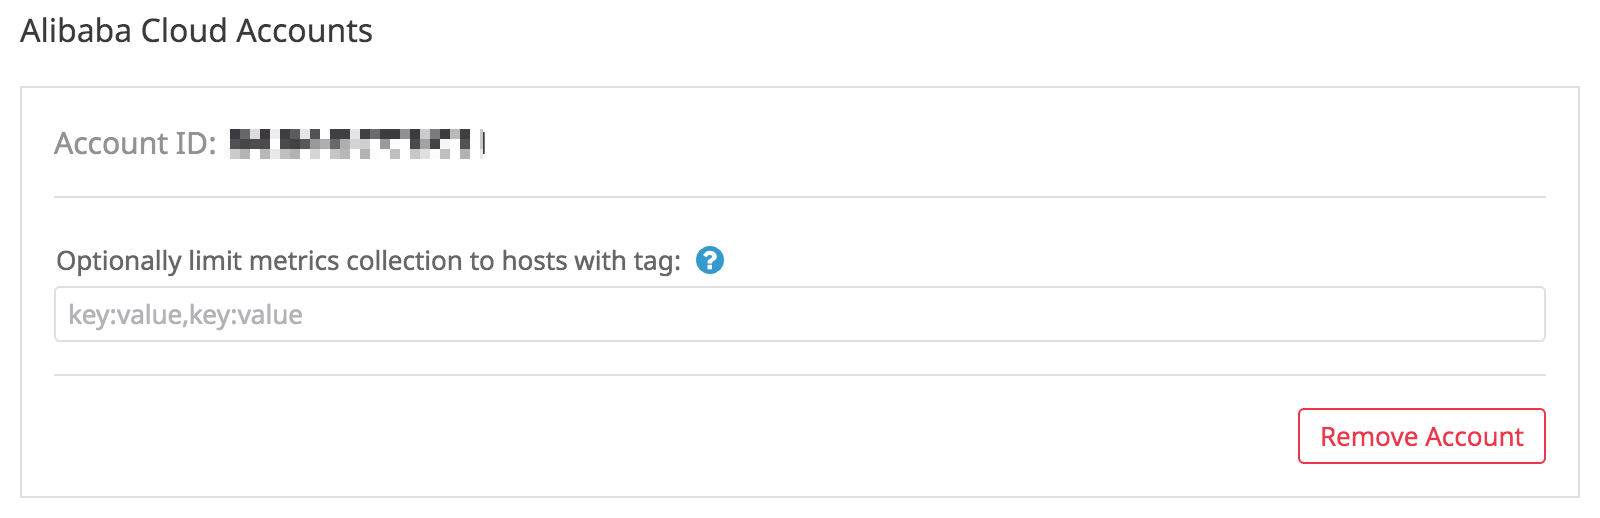 Alibaba Cloud Accounts
Account ID:
Optionally limit metrics collection to hosts with tag: ?
key:value,key:value
Remove Account